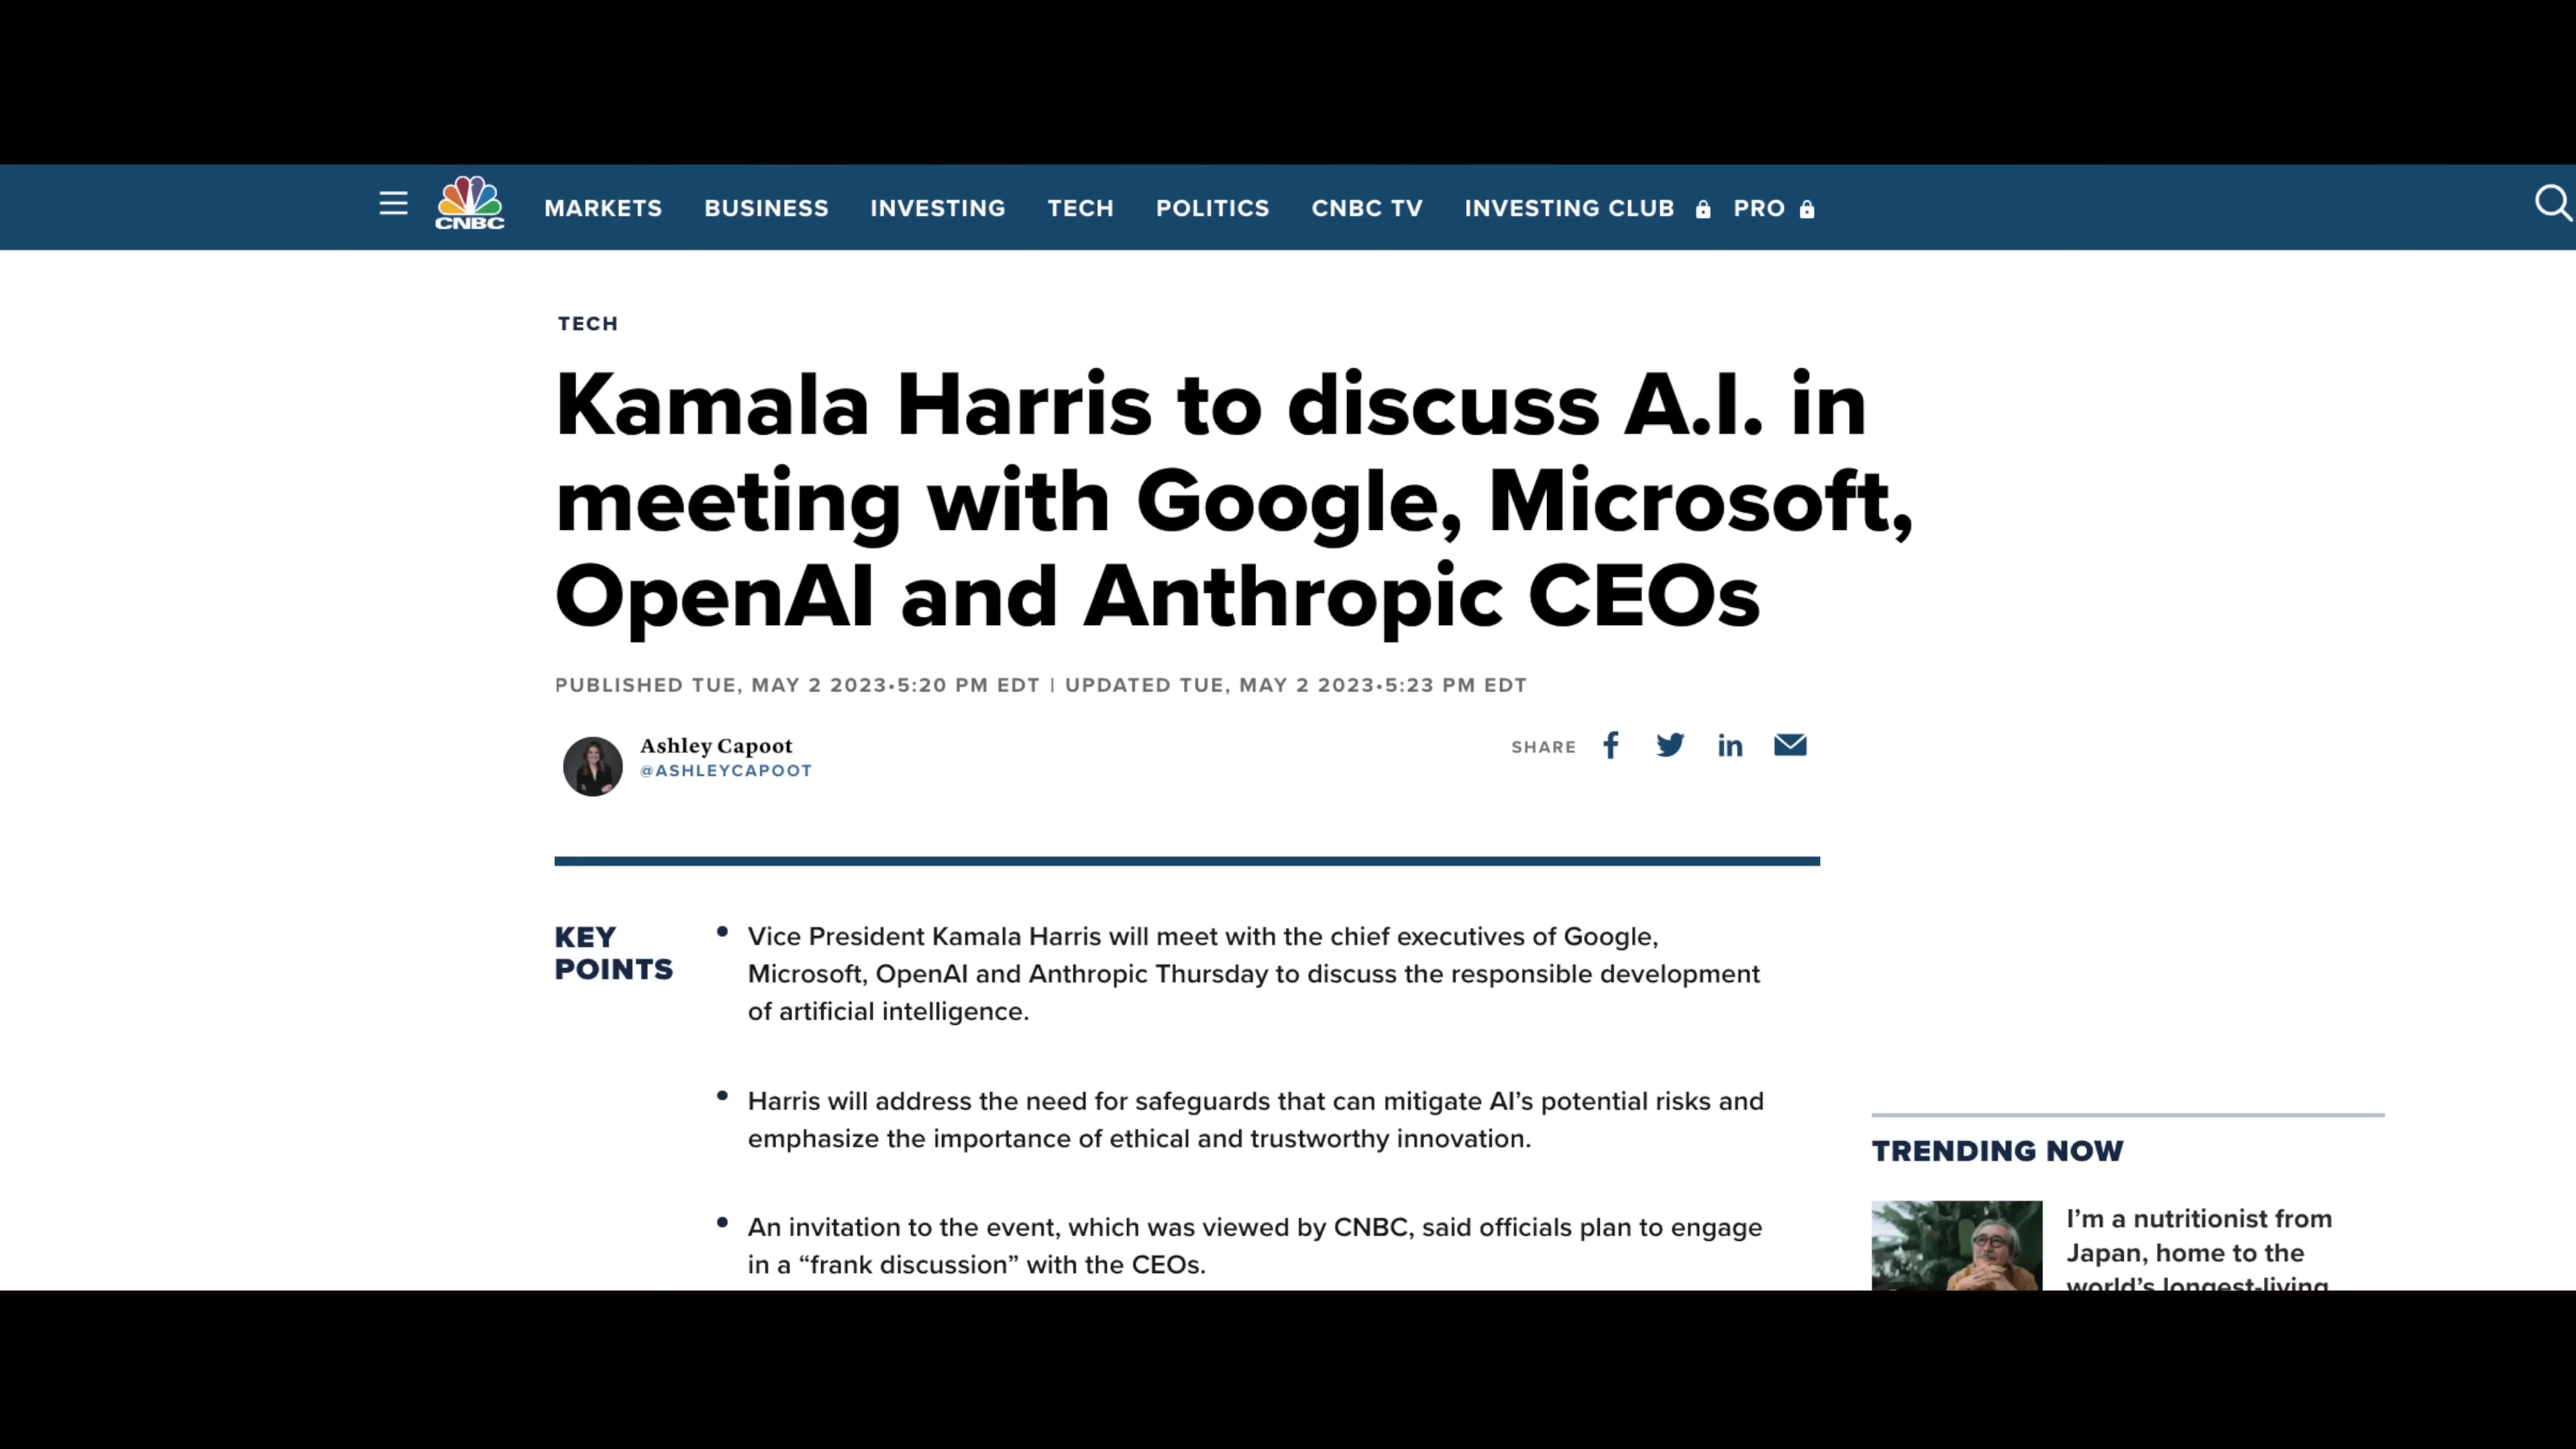 CNBC
MARKETS BUSINESS INVESTING TECH POLITICS CNBC TV INVESTING CLUB PRO
TECH
Kamala Harris to discuss A.I. in
meeting with Google, Microsoft,
OpenAI and Anthropic CEOs
PUBLISHED TUE, MAY 2 2023•5:20 PM EDT | UPDATED TUE, MAY 2 2023•5:23 PM EDT
Ashley Capoot
@ASHLEYCAPOOT
SHARE
KEY
POINTS
• Vice President Kamala Harris will meet with the chief executives of Google,
Microsoft, OpenAI and Anthropic Thursday to discuss the responsible development
of artificial intelligence.
• Harris will address the need for safeguards that can mitigate AI’s potential risks and
emphasize the importance of ethical and trustworthy innovation.
• An invitation to the event, which was viewed by CNBC, said officials plan to engage
in a “frank discussion” with the CEOs.
TRENDING NOW
I’m a nutritionist from
Japan, home to the
world’s longest-living